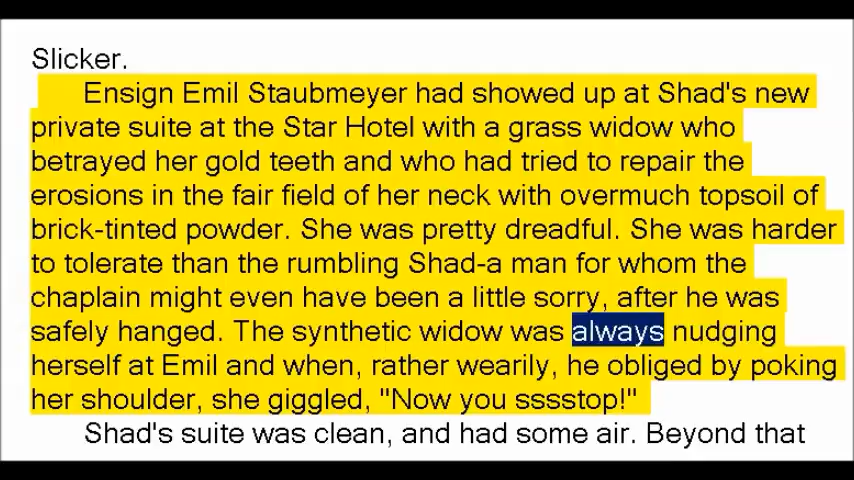 Slicker.
Ensign Emil Staubmeyer had showed up at Shad's new
private suite at the Star Hotel with a grass widow who
betrayed her gold teeth and who had tried to repair the
erosions in the fair field of her neck with overmuch topsoil of
brick-tinted powder. She was pretty dreadful. She was harder
to tolerate than the rumbling Shad-a man for whom the
chaplain might even have been a little sorry, after he was
safely hanged. The synthetic widow was always nudging
herself at Emil and when, rather wearily, he obliged by poking
her shoulder, she giggled, "Now you sssstop!"
Shad's suite was clean, and had some air. Beyond that